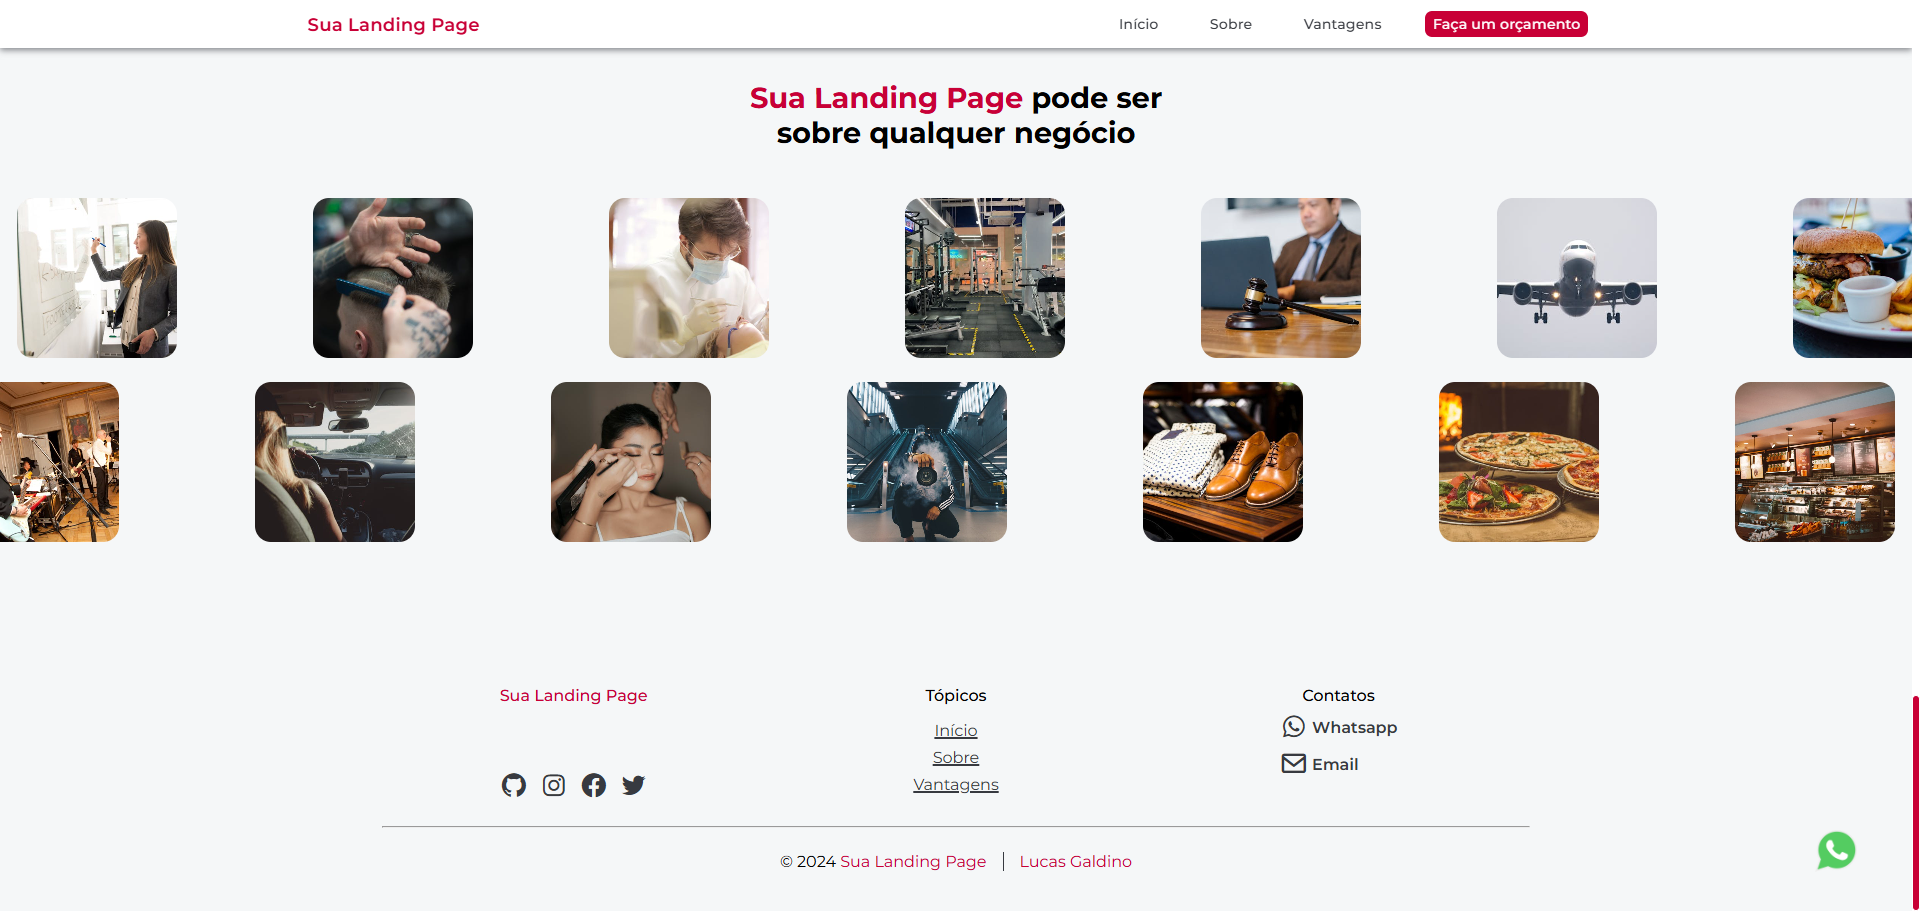 Sua Landing Page
Início
Sobre
Vantagens
Faça um orçamento
Sua Landing Page pode ser
sobre qualquer negócio
Sua Landing Page
Tópicos
Início
Sobre
Vantagens
Contatos
Whatsapp
Email
© 2024 Sua Landing Page | Lucas Galdino